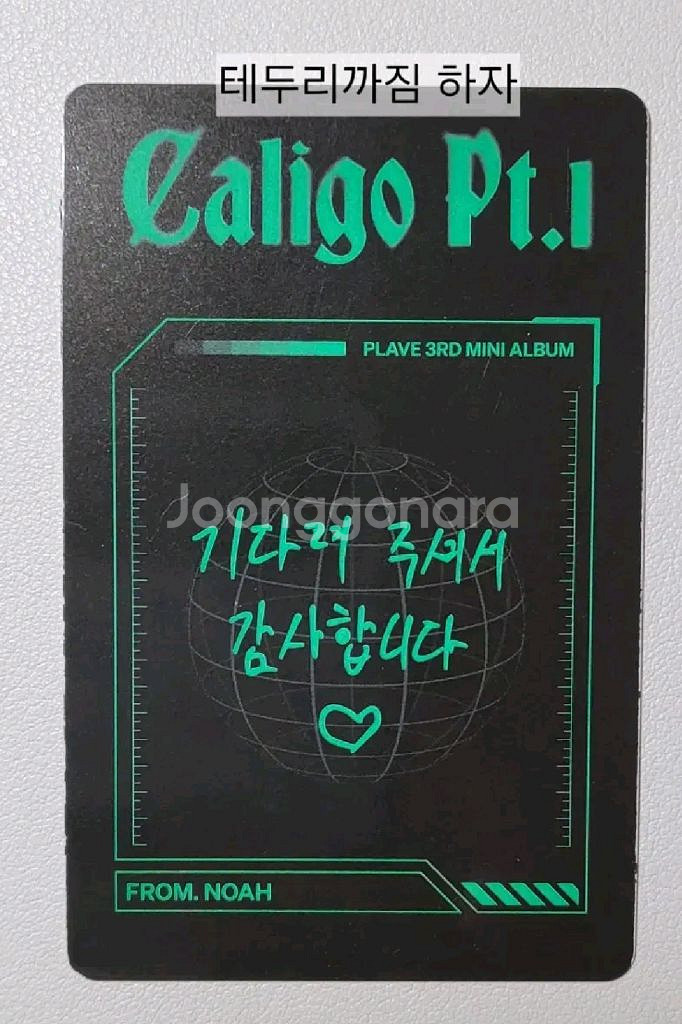 테두리까짐 하자
Caligo Pt.1
PLAVE 3RD MINI ALBUM
Joonggonara
기다려 주셔서
감사합니다
FROM. NOAH